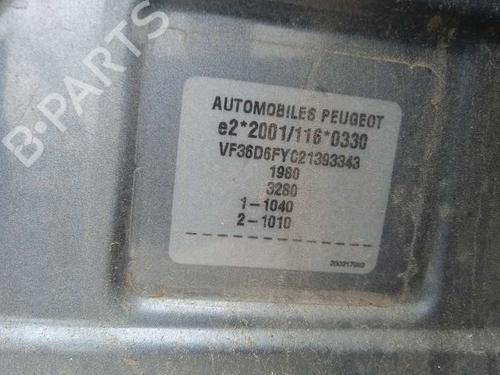 B-PARTS
AUTOMOBILES PEUGEOT
e2*2001/116*0330
VF36D6FYC21393343
1980
3280
1-1040
2-1010